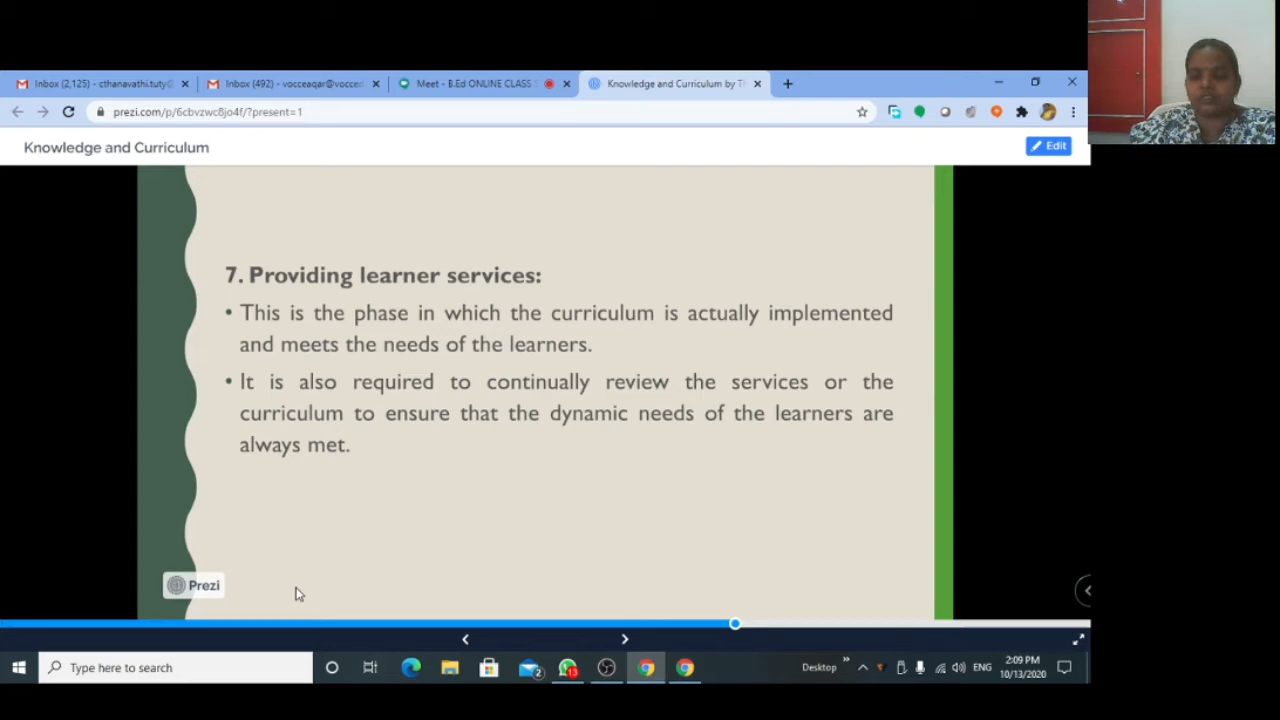 Inbox (2,125) - cthanavathi.tuty@
Inbox (492) - vocceaqar@vocced
Meet - B.Ed ONLINE CLASS
Knowledge and Curriculum by T
prezi.com/p/6cbvzwc8jo4f/?present=1
Knowledge and Curriculum
Edit
7. Providing learner services:
• This is the phase in which the curriculum is actually implemented
and meets the needs of the learners.
• It is also required to continually review the services or the
curriculum to ensure that the dynamic needs of the learners are
always met.
Prezi
Type here to search
2
13
Desktop
ENG
2:09 PM
10/13/2020